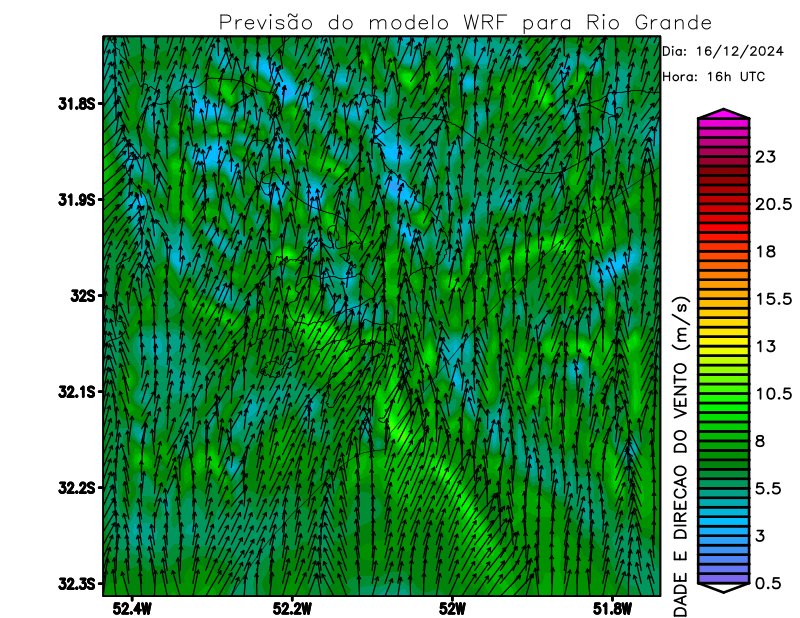 Previsão do modelo WRF para Rio Grande
Dia: 16/12/2024
Hora: 16h UTC
31.8S
31.9S
32S
32.1S
32.2S
32.3S
52.4W
52.2W
52W
51.8W
23
20.5
18
15.5
13
10.5
8
5.5
3
0.5
DADE E DIRECAO DO VENTO (m/s)